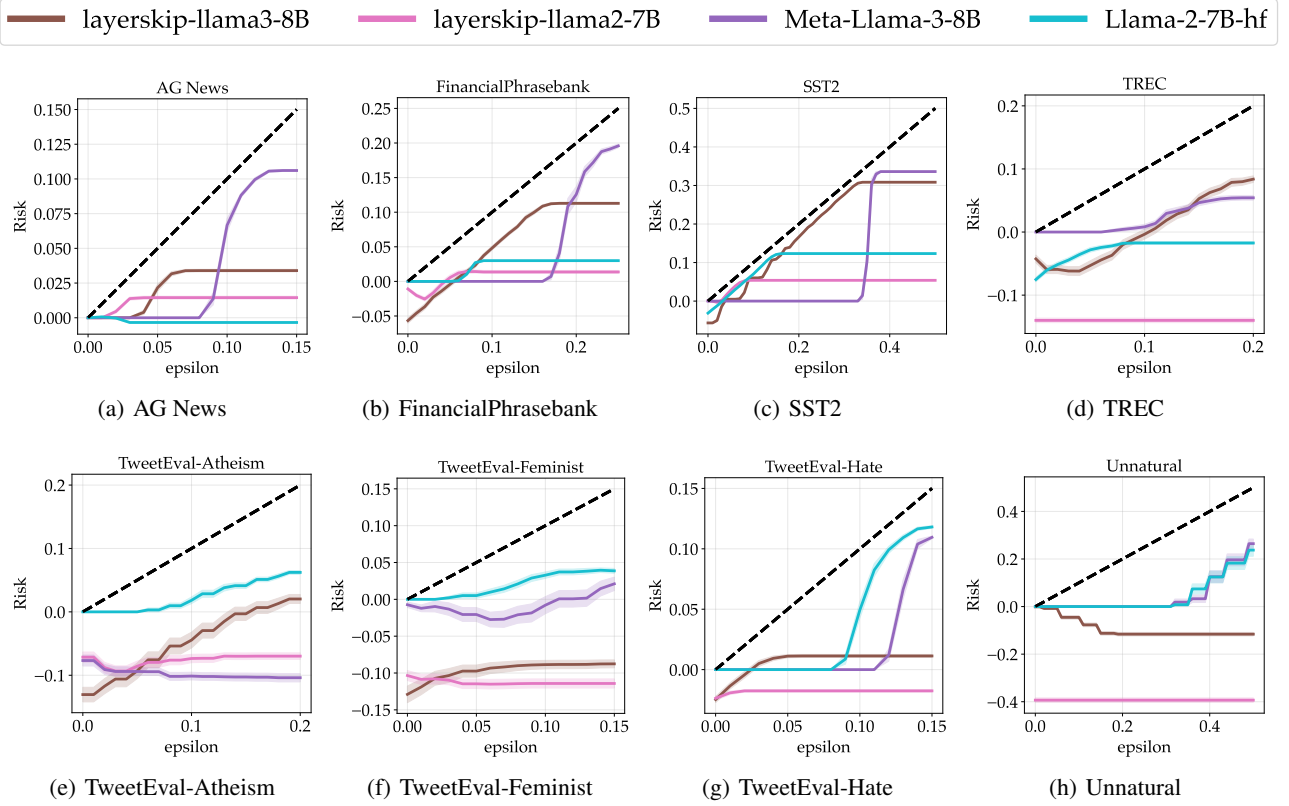 layerskip-llama3-8B layerskip-llama2-7B Meta-Llama-3-8B Llama-2-7B-hf
AG News
0.150
0.125
0.100
0.075
0.050
0.025
0.000
Risk
0.00 0.05 0.10 0.15
epsilon
(a) AG News
FinancialPhrasebank
0.25
0.20
0.15
0.10
0.05
0.00
−0.05
Risk
0.0 0.1 0.2
epsilon
(b) FinancialPhrasebank
SST2
0.5
0.4
0.3
0.2
0.1
0.0
Risk
0.0 0.2 0.4
epsilon
(c) SST2
TREC
0.2
0.1
0.0
−0.1
Risk
0.0 0.1 0.2
epsilon
(d) TREC
TweetEval-Atheism
0.2
0.1
0.0
−0.1
Risk
0.0 0.1 0.2
epsilon
(e) TweetEval-Atheism
TweetEval-Feminist
0.15
0.10
0.05
0.00
−0.05
−0.10
−0.15
Risk
0.00 0.05 0.10 0.15
epsilon
(f) TweetEval-Feminist
TweetEval-Hate
0.15
0.10
0.05
0.00
Risk
0.00 0.05 0.10 0.15
epsilon
(g) TweetEval-Hate
Unnatural
0.4
0.2
0.0
−0.2
−0.4
Risk
0.0 0.2 0.4
epsilon
(h) Unnatural